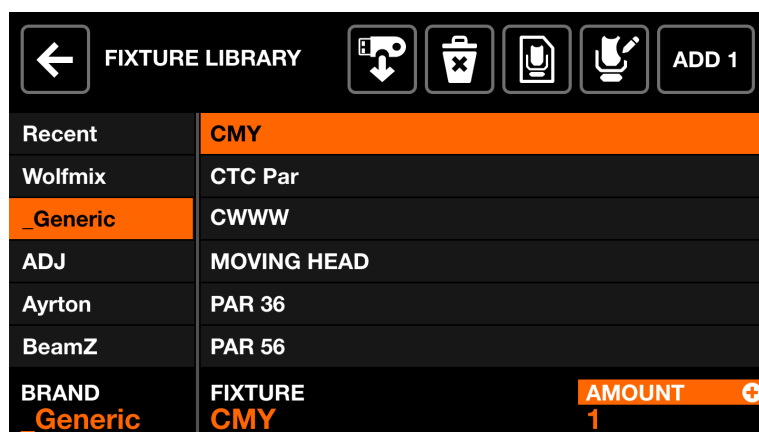 FIXTURE LIBRARY
ADD 1
Recent
Wolfmix
_Generic
ADJ
Ayrton
BeamZ
CMY
CTC Par
CWWW
MOVING HEAD
PAR 36
PAR 56
BRAND
_Generic
FIXTURE
CMY
AMOUNT
1